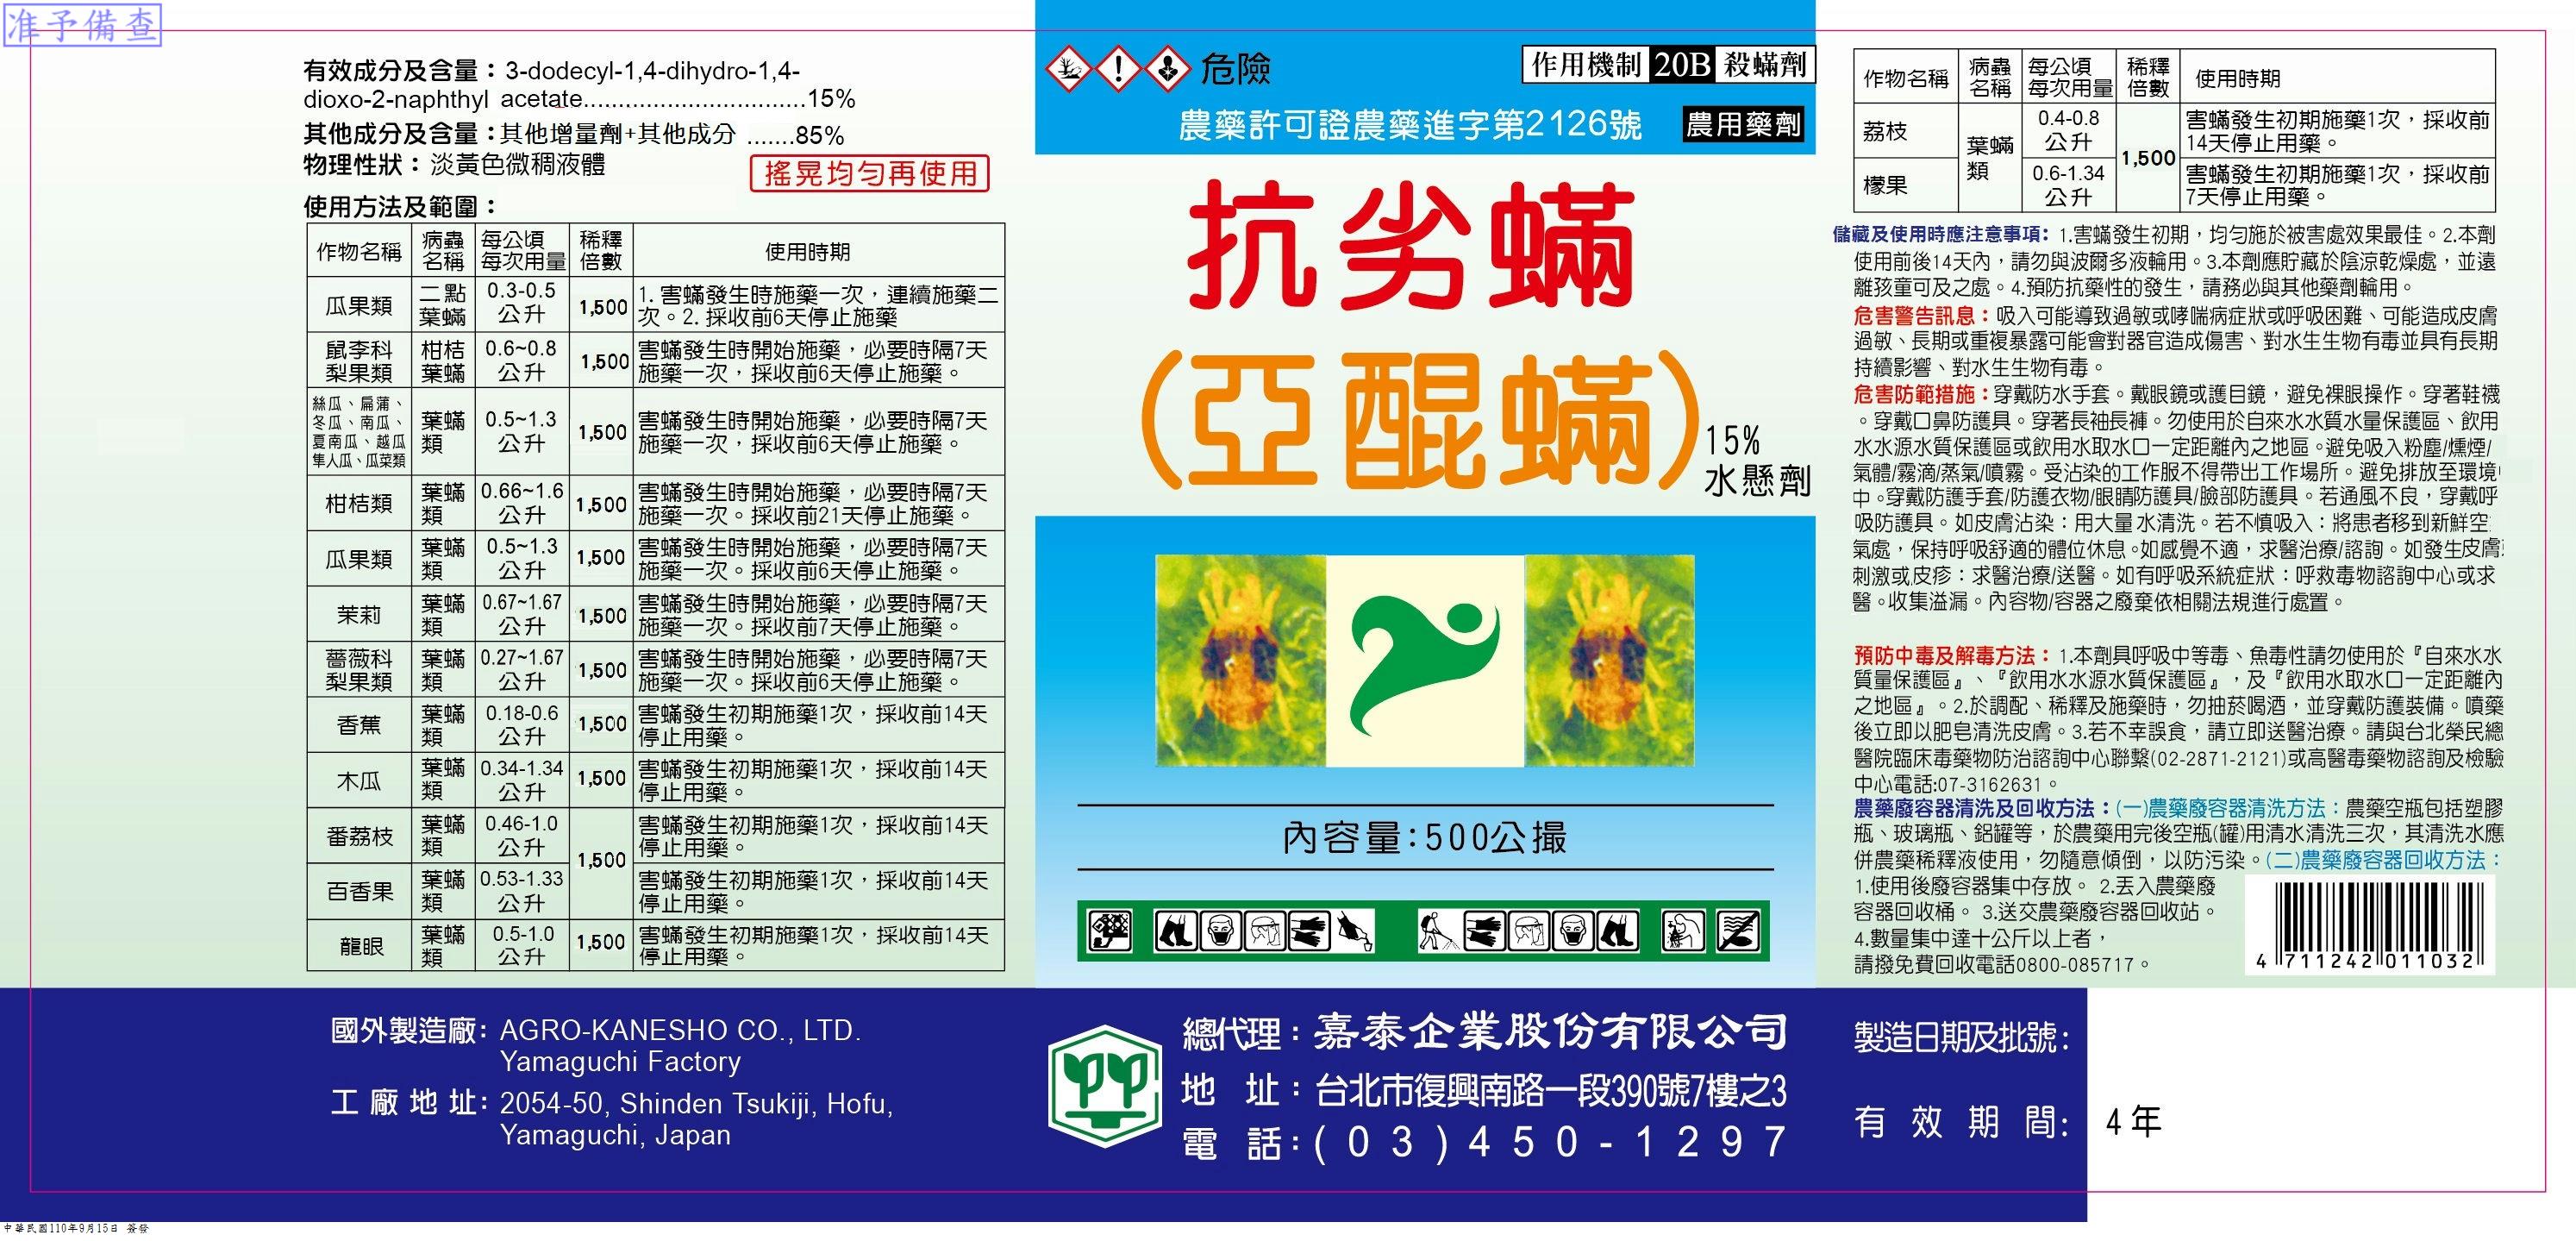 准予備查
有效成分及含量：3-dodecyl-1,4-dihydro-1,4-
dioxo-2-naphthyl acetate................................15%
其他成分及含量：其他增量劑+其他成分 .......85%
物理性狀：淡黃色微稠液體
搖晃均勻再使用
使用方法及範圍：
作物名稱 病蟲名稱 每公頃每次用量 稀釋倍數 使用時期
瓜果類 二點葉蟎 0.3-0.5公升 1,500 1. 害蟎發生時施藥一次，連續施藥二次。2. 採收前6天停止施藥
鼠李科梨果類 柑桔葉蟎 0.6~0.8公升 1,500 害蟎發生時開始施藥，必要時隔7天施藥一次，採收前6天停止施藥。
絲瓜、扁蒲、冬瓜、南瓜、夏南瓜、越瓜隼人瓜、瓜菜類 葉蟎類 0.5~1.3公升 1,500 害蟎發生時開始施藥，必要時隔7天施藥一次，採收前6天停止施藥。
柑桔類 葉蟎類 0.66~1.6公升 1,500 害蟎發生時開始施藥，必要時隔7天施藥一次。採收前21天停止施藥。
瓜果類 葉蟎類 0.5~1.3公升 1,500 害蟎發生時開始施藥，必要時隔7天施藥一次。採收前6天停止施藥。
茉莉 葉蟎類 0.67~1.67公升 1,500 害蟎發生時開始施藥，必要時隔7天施藥一次。採收前7天停止施藥。
薔薇科梨果類 葉蟎類 0.27~1.67公升 1,500 害蟎發生時開始施藥，必要時隔7天施藥一次。採收前6天停止施藥。
香蕉 葉蟎類 0.18-0.6公升 1,500 害蟎發生初期施藥1次，採收前14天停止用藥。
木瓜 葉蟎類 0.34-1.34公升 1,500 害蟎發生初期施藥1次，採收前14天停止用藥。
番荔枝 葉蟎類 0.46-1.0公升 1,500 害蟎發生初期施藥1次，採收前14天停止用藥。
百香果 葉蟎類 0.53-1.33公升 害蟎發生初期施藥1次，採收前14天停止用藥。
龍眼 葉蟎類 0.5-1.0公升 1,500 害蟎發生初期施藥1次，採收前14天停止用藥。
國外製造廠：AGRO-KANESHO CO., LTD.
Yamaguchi Factory
工廠地址：2054-50, Shinden Tsukiji, Hofu,
Yamaguchi, Japan
危險
作用機制 20B 殺蟎劑
農藥許可證農藥進字第2126號 農用藥劑
抗劣蟎
(亞醌蟎)
15%
水懸劑
內容量:500公撮
總代理：嘉泰企業股份有限公司
地 址：台北市復興南路一段390號7樓之3
電 話：(03)450-1297
作物名稱 病蟲名稱 每公頃每次用量 稀釋倍數 使用時期
荔枝 葉蟎類 0.4-0.8公升 1,500 害蟎發生初期施藥1次，採收前14天停止用藥。
檬果 0.6-1.34公升 害蟎發生初期施藥1次，採收前7天停止用藥。
儲藏及使用時應注意事項：1.害蟎發生初期，均勻施於被害處效果最佳。2.本劑
使用前後14天內，請勿與波爾多液輪用。3.本劑應貯藏於陰涼乾燥處，並遠
離孩童可及之處。4.預防抗藥性的發生，請務必與其他藥劑輪用。
危害警告訊息：吸入可能導致過敏或哮喘病症狀或呼吸困難、可能造成皮膚
過敏、長期或重複暴露可能會對器官造成傷害、對水生生物有毒並具有長期
持續影響、對水生生物有毒。
危害防範措施：穿戴防水手套。戴眼鏡或護目鏡，避免裸眼操作。穿著鞋襪
。穿戴口鼻防護具。穿著長袖長褲。勿使用於自來水水質水量保護區、飲用
水水源水質保護區或飲用水取水口一定距離內之地區。避免吸入粉塵/燻煙/
氣體/霧滴/蒸氣/噴霧。受沾染的工作服不得帶出工作場所。避免排放至環境
中。穿戴防護手套/防護衣物/眼睛防護具/臉部防護具。若通風不良，穿戴呼
吸防護具。如皮膚沾染：用大量水清洗。若不慎吸入：將患者移到新鮮空
氣處，保持呼吸舒適的體位休息。如感覺不適，求醫治療/諮詢。如發生皮膚
刺激或皮疹：求醫治療/送醫。如有呼吸系統症狀：呼救毒物諮詢中心或求
醫。收集溢漏。內容物/容器之廢棄依相關法規進行處置。
預防中毒及解毒方法：1.本劑具呼吸中等毒、魚毒性請勿使用於『自來水水
質量保護區』、『飲用水水源水質保護區』，及『飲用水取水口一定距離內
之地區』。2.於調配、稀釋及施藥時，勿抽菸喝酒，並穿戴防護裝備。噴藥
後立即以肥皂清洗皮膚。3.若不幸誤食，請立即送醫治療。請與台北榮民總
醫院臨床毒藥物防治諮詢中心聯繫(02-2871-2121)或高醫毒藥物諮詢及檢驗
中心電話:07-3162631。
農藥廢容器清洗及回收方法：(一)農藥廢容器清洗方法：農藥空瓶包括塑膠
瓶、玻璃瓶、鋁罐等，於農藥用完後空瓶(罐)用清水清洗三次，其清洗水應
併農藥稀釋液使用，勿隨意傾倒，以防污染。(二)農藥廢容器回收方法：
1.使用後廢容器集中存放。 2.丟入農藥廢
容器回收桶。 3.送交農藥廢容器回收站。
4.數量集中達十公斤以上者，
請撥免費回收電話0800-085717。
4 711242 011032
製造日期及批號：
有效期間： 4年
中華民國110年9月15日 簽發